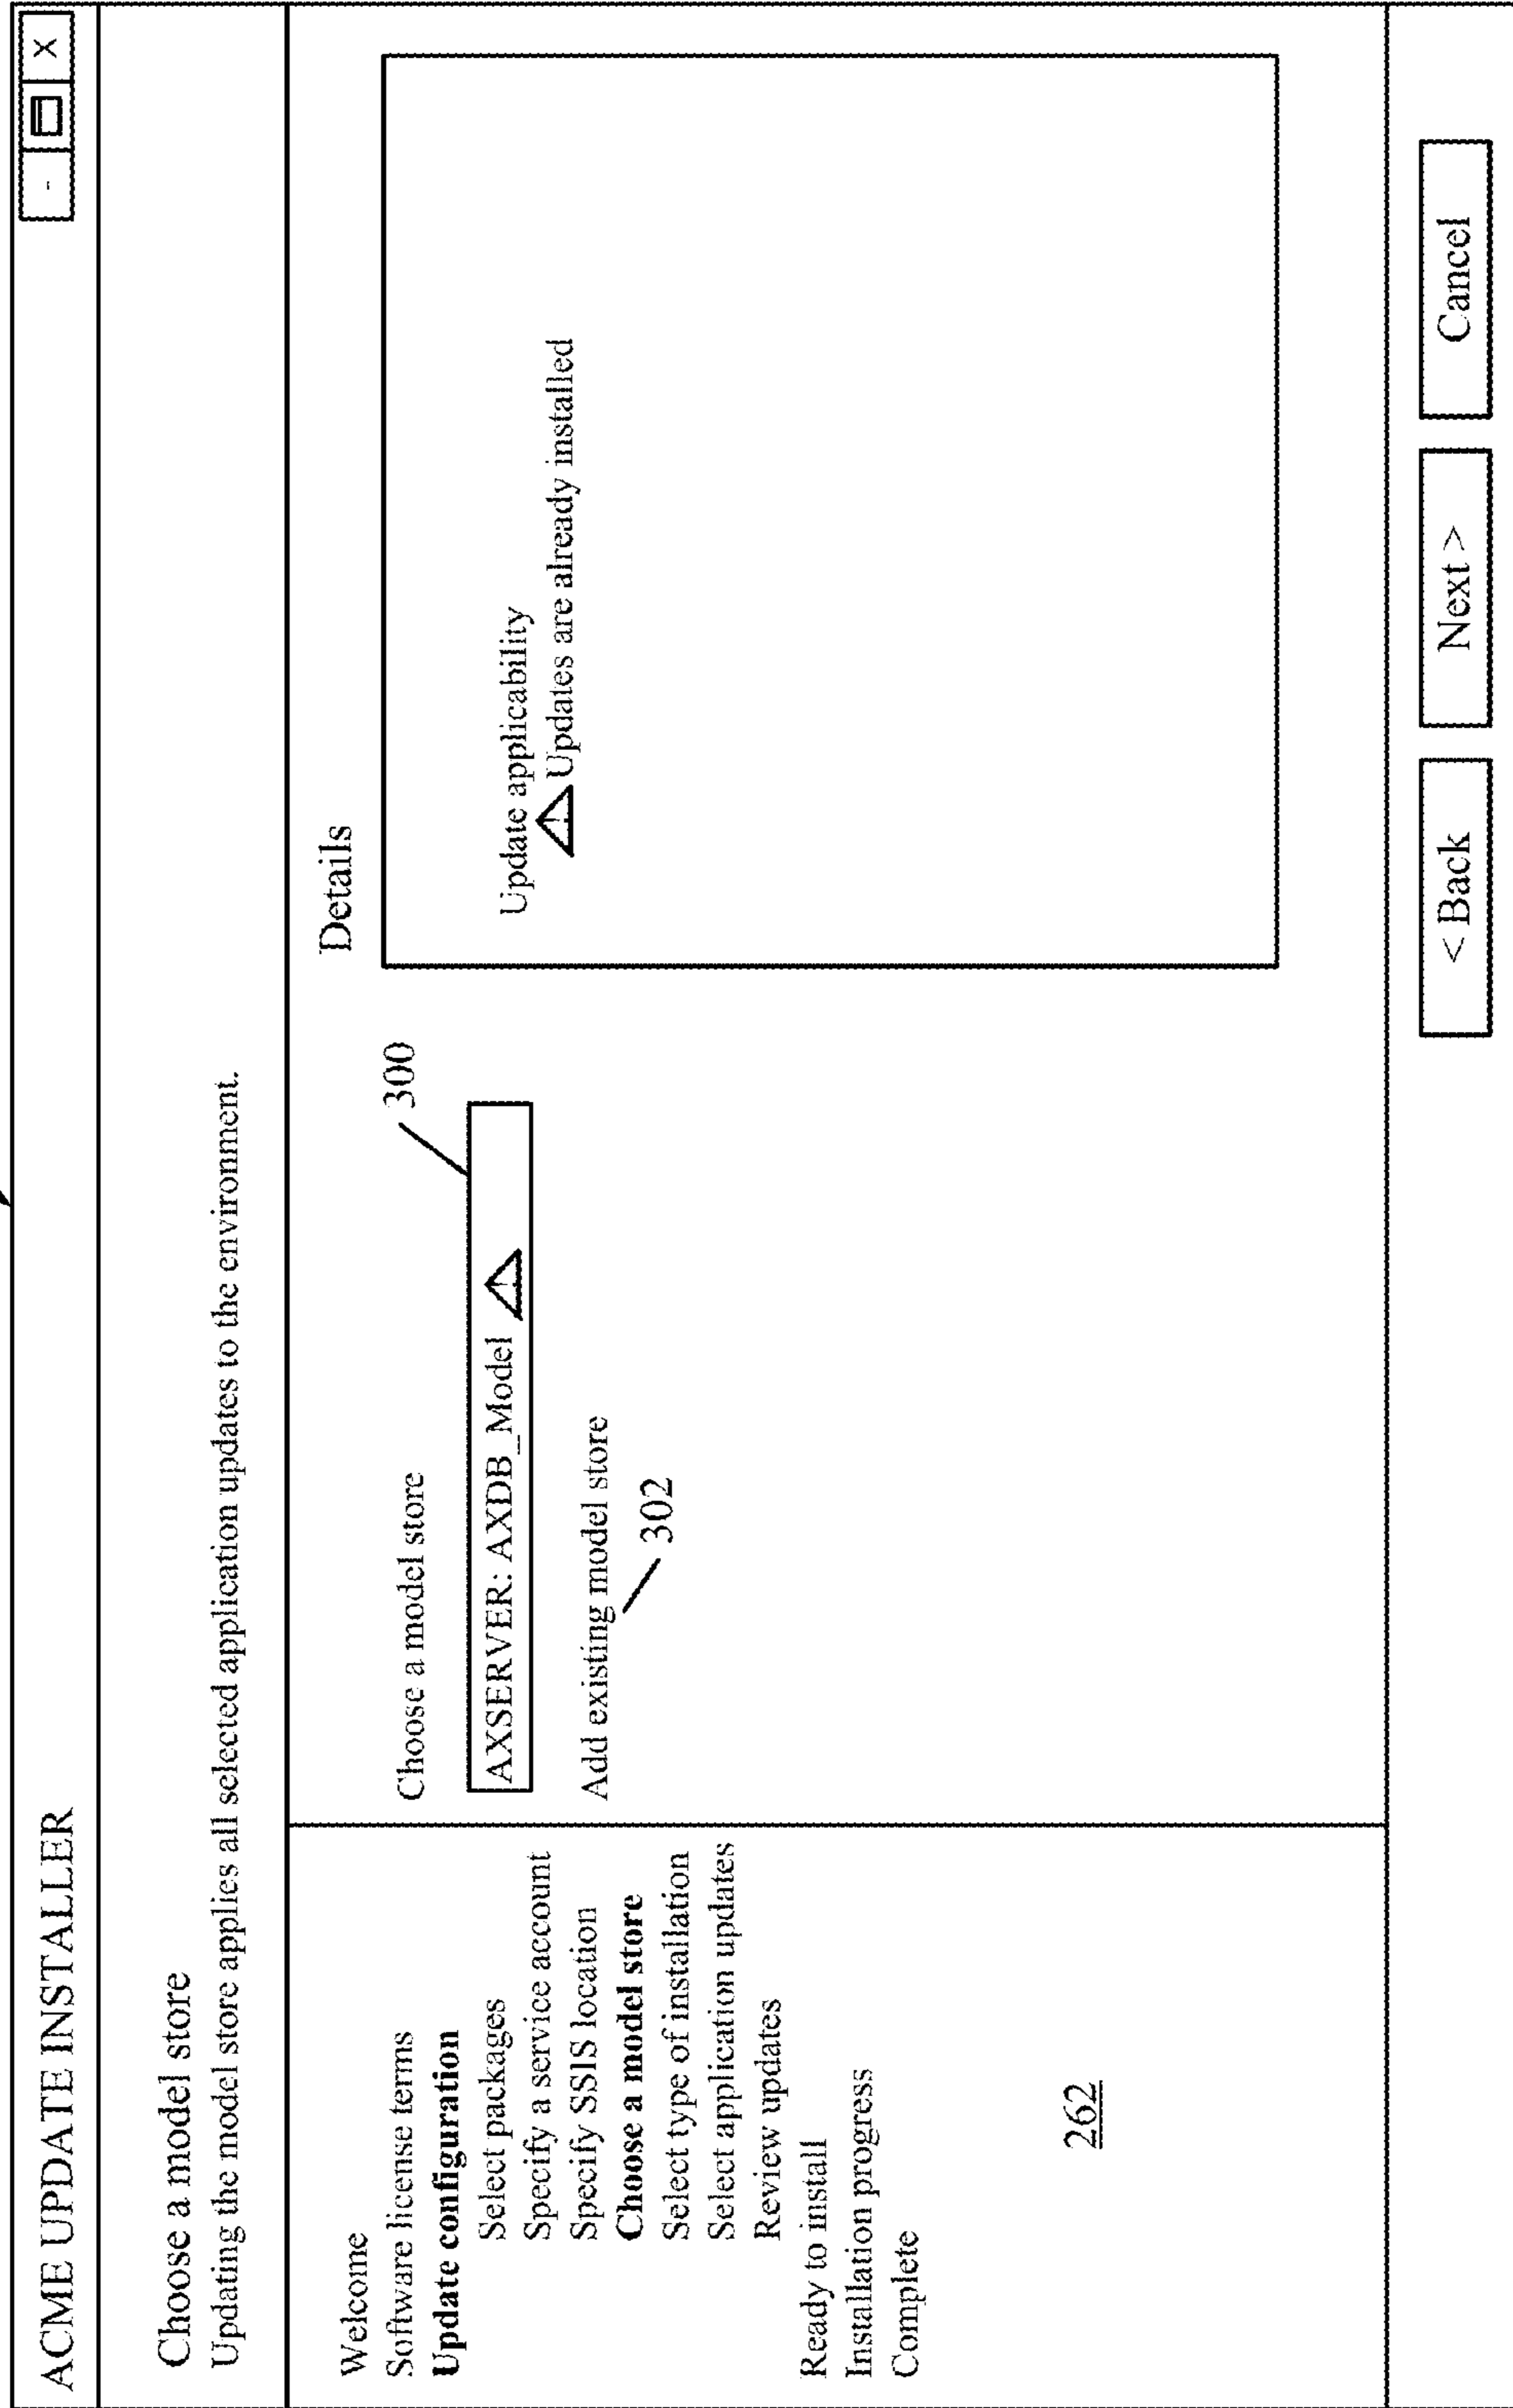 ACME UPDATE INSTALLER
- X
Choose a model store
Updating the model store applies all selected application updates to the environment.
Welcome
Software license terms
Update configuration
Select packages
Specify a service account
Specify SSIS location
Choose a model store
Select type of installation
Select application updates
Review updates
Ready to install
Installation progress
Complete
262
Choose a model store
300
AXSERVER: AXDB_Model
Add existing model store
302
Details
Update applicability
Updates are already installed
< Back
Next >
Cancel